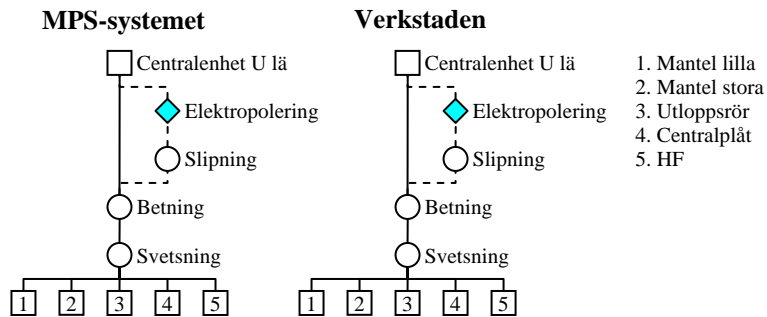 MPS-systemet
Verkstaden
Centralenhet U lä
Elektropolering
Slipning
Betning
Svetsning
1 2 3 4 5
Centralenhet U lä
Elektropolering
Slipning
Betning
Svetsning
1 2 3 4 5
1. Mantel lilla
2. Mantel stora
3. Utloppsrör
4. Centralplåt
5. HF